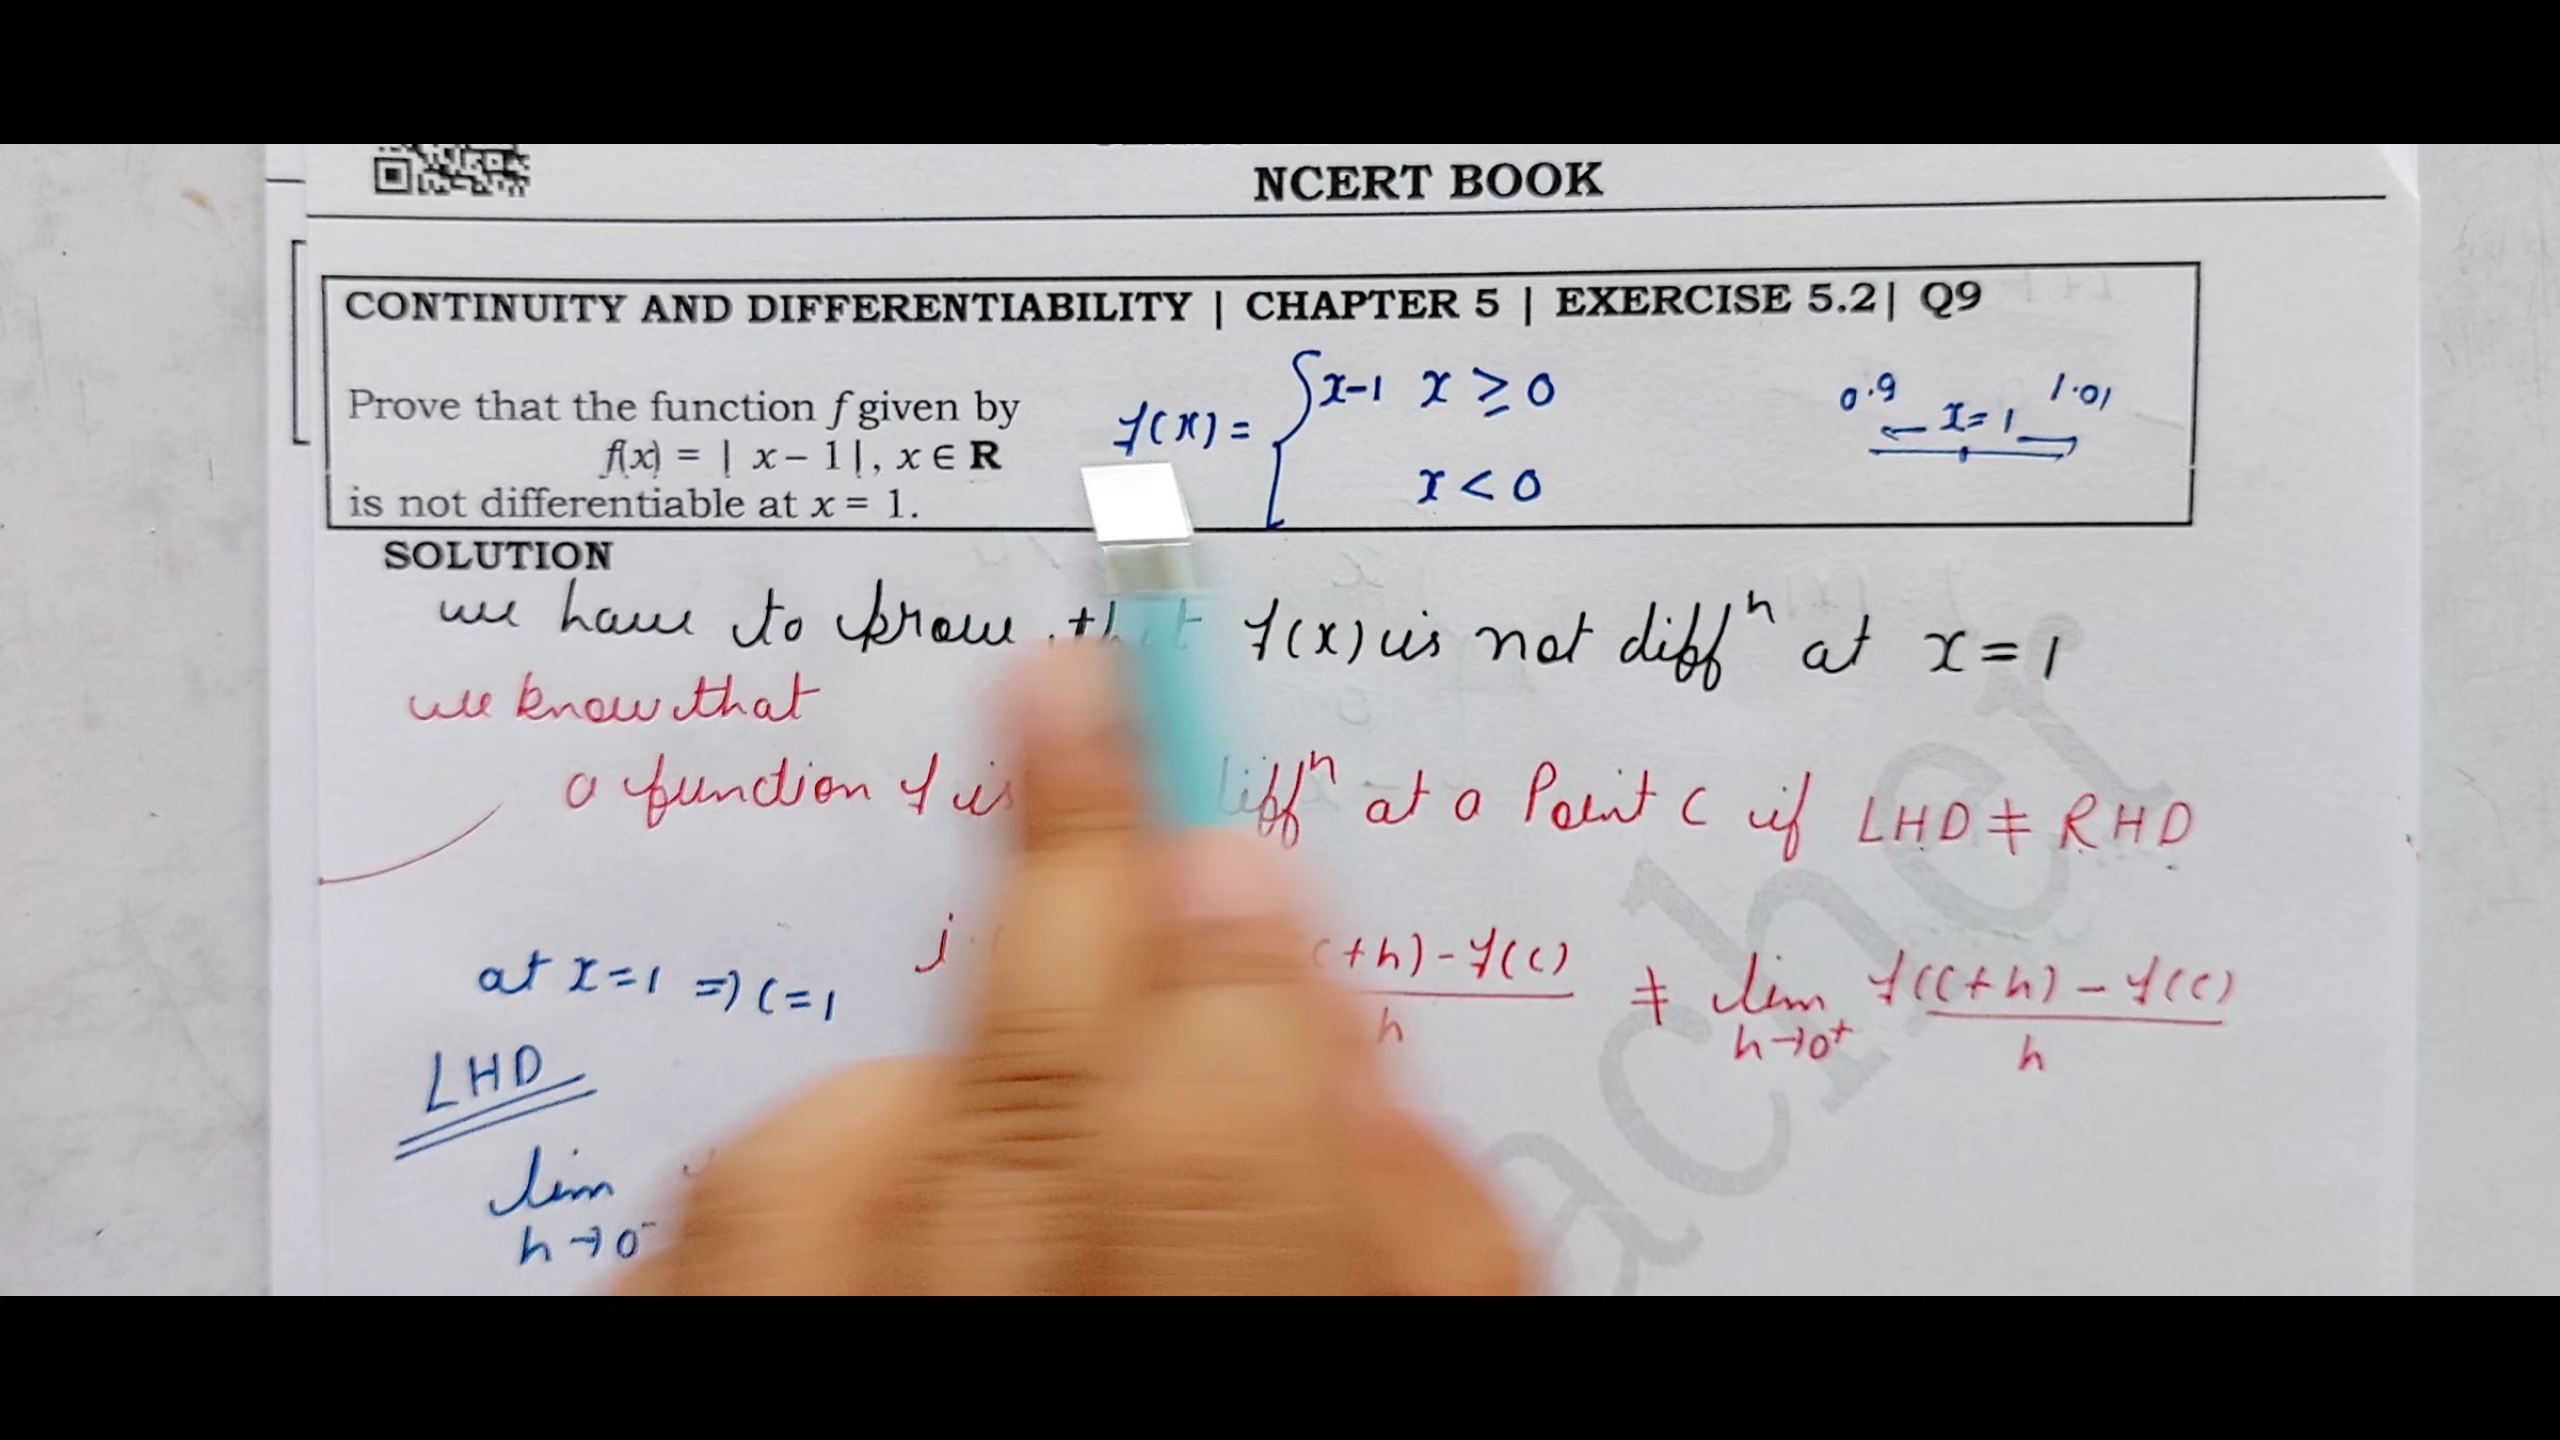 NCERT BOOK
CONTINUITY AND DIFFERENTIABILITY | CHAPTER 5 | EXERCISE 5.2| Q9
Prove that the function f given by
f(x) = | x – 1|, x ∈ R
is not differentiable at x = 1.
f(x) = { x-1 x ≥ 0
x < 0
0.9 ← x=1 → 1.01
SOLUTION
we have to prove that f(x) is not diffⁿ at x = 1
we know that
a function f is diffⁿ at a Point c if LHD ≠ RHD
at x=1 => c=1
c+h) - f(c) / h ≠ lim h→0⁺ f(c+h) - f(c) / h
LHD
lim
h→0⁻
acher